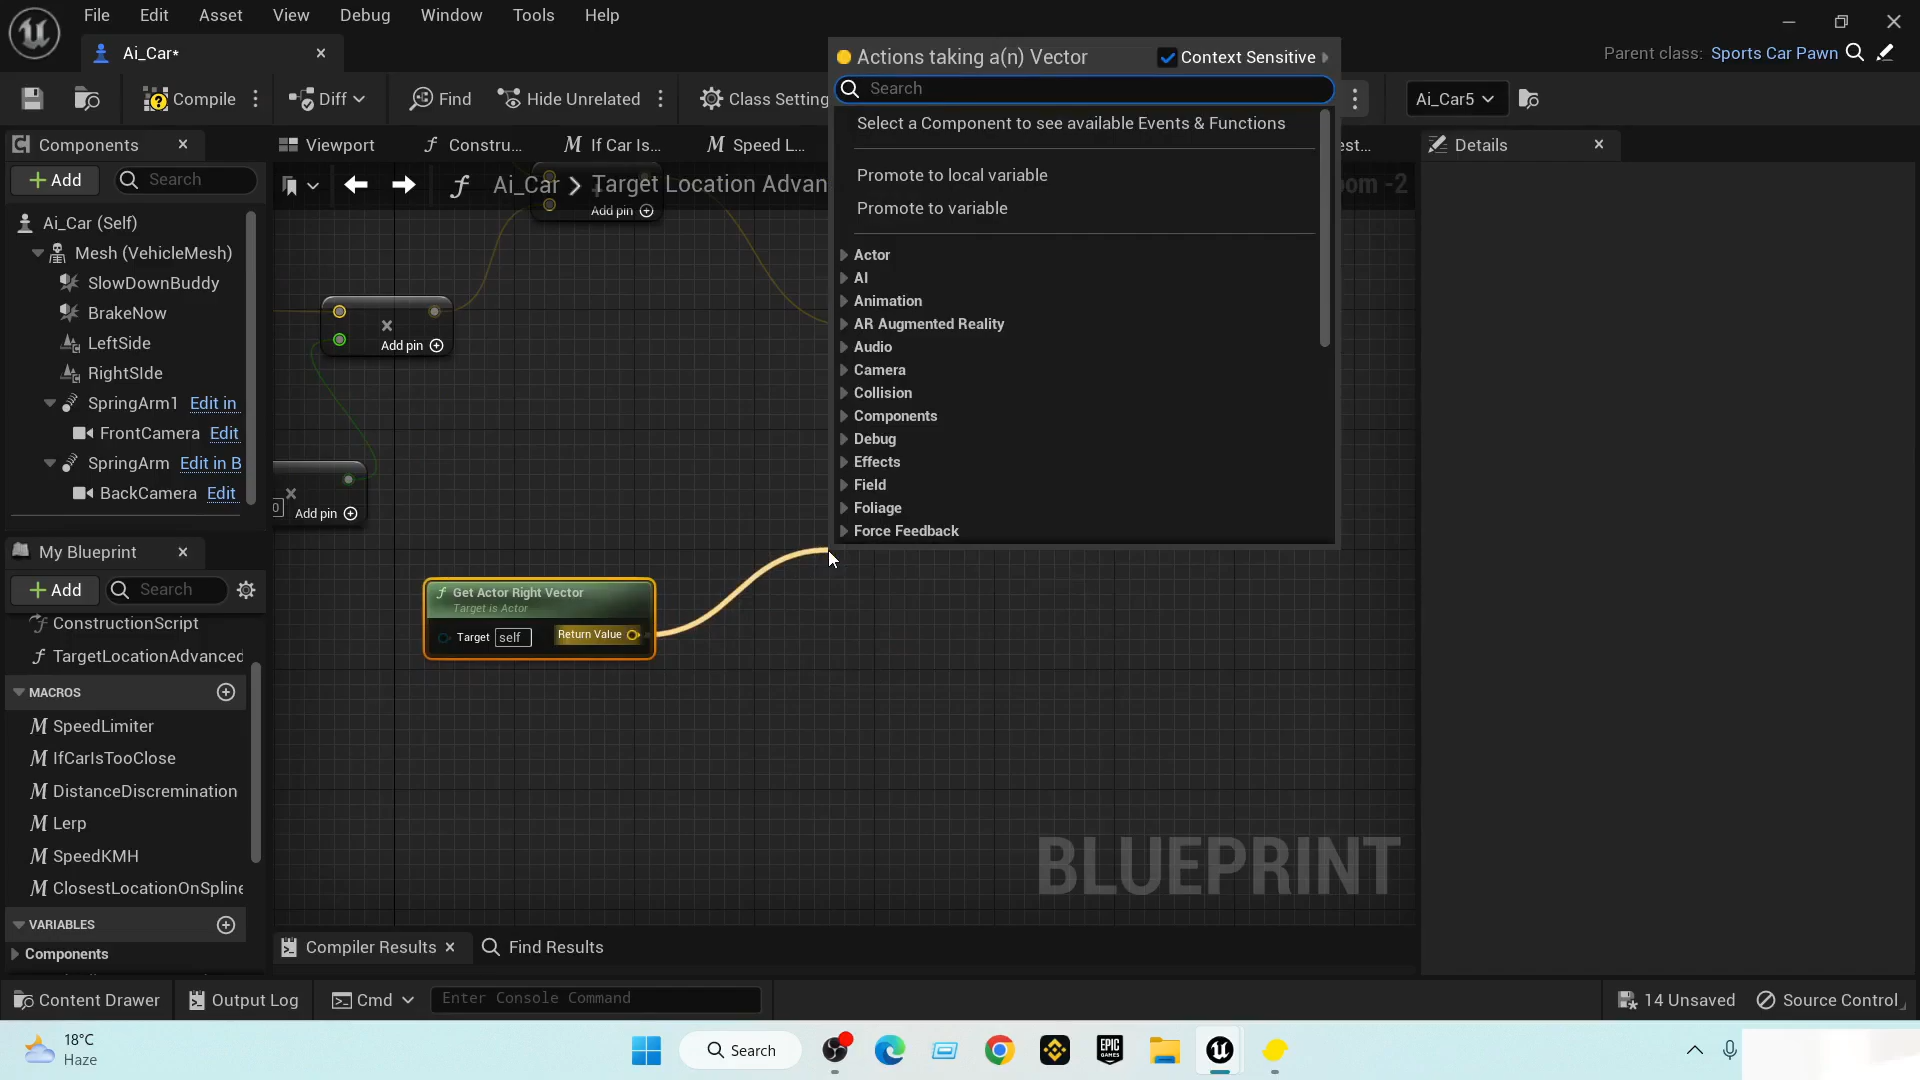 File Edit Asset View Debug Window Tools Help
Ai_Car*
Parent class: Sports Car Pawn
Compile
Diff
Find
Hide Unrelated
Class Setting
Ai_Car5
Components
+ Add
Search
Ai_Car (Self)
Mesh (VehicleMesh)
SlowDownBuddy
BrakeNow
LeftSide
RightSIde
SpringArm1 Edit in
FrontCamera Edit
SpringArm Edit in B
BackCamera Edit
Viewport
f Constru...
M If Car Is...
M Speed L...
est...
Ai_Car > Target Location Advan
oom -2
Add pin
Add pin
0
Add pin
Get Actor Right Vector
Target is Actor
Target self
Return Value
BLUEPRINT
Actions taking a(n) Vector
Context Sensitive
Search
Select a Component to see available Events & Functions
Promote to local variable
Promote to variable
Actor
AI
Animation
AR Augmented Reality
Audio
Camera
Collision
Components
Debug
Effects
Field
Foliage
Force Feedback
Details
My Blueprint
+ Add
Search
ConstructionScript
TargetLocationAdvanced
MACROS
M SpeedLimiter
M IfCarIsTooClose
M DistanceDiscremination
M Lerp
M SpeedKMH
M ClosestLocationOnSpline
VARIABLES
Components
Compiler Results
Find Results
Content Drawer
Output Log
Cmd
Enter Console Command
14 Unsaved
Source Control
18°C
Haze
Search
EPIC
GAMES